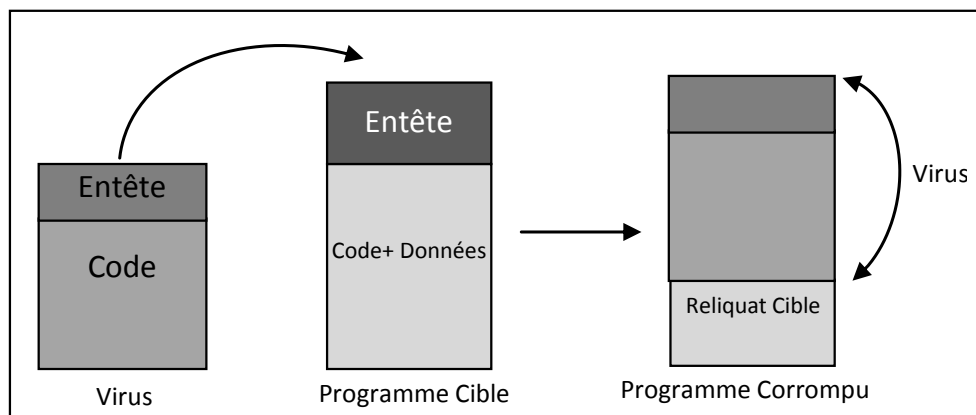 Entête
Code
Virus
Entête
Code+ Données
Programme Cible
Reliquat Cible
Programme Corrompu
Virus